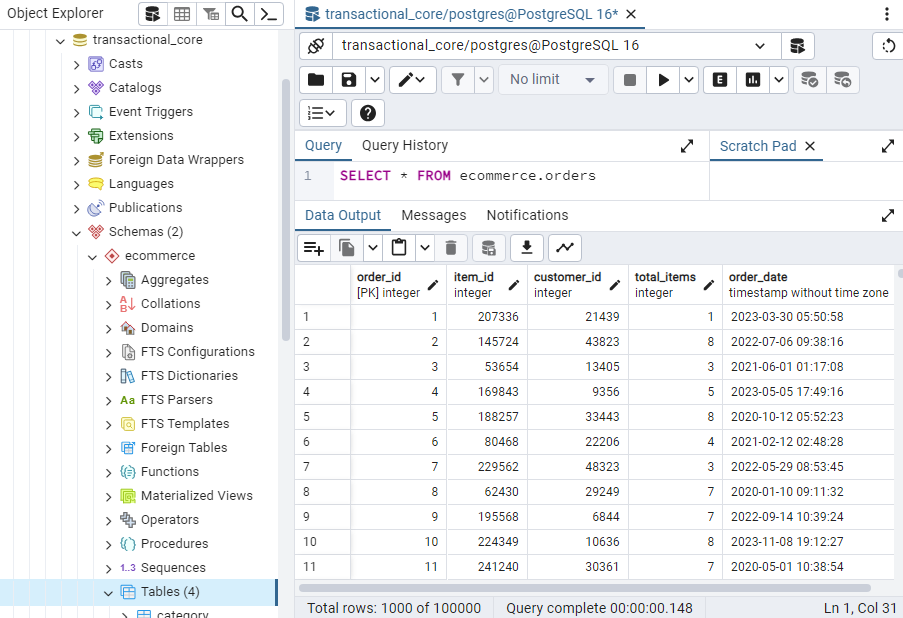 Object Explorer
transactional_core/postgres@PostgreSQL 16*
transactional_core
Casts
Catalogs
Event Triggers
Extensions
Foreign Data Wrappers
Languages
Publications
Schemas (2)
ecommerce
Aggregates
Collations
Domains
FTS Configurations
FTS Dictionaries
Aa FTS Parsers
FTS Templates
Foreign Tables
Functions
Materialized Views
Operators
Procedures
1..3 Sequences
Tables (4)
category
transactional_core/postgres@PostgreSQL 16
No limit
E
Query Query History
Scratch Pad
1 SELECT * FROM ecommerce.orders
Data Output Messages Notifications
order_id item_id customer_id total_items order_date
[PK] integer integer integer integer timestamp without time zone
1 1 207336 21439 1 2023-03-30 05:50:58
2 2 145724 43823 8 2022-07-06 09:38:16
3 3 53654 13405 3 2021-06-01 01:17:08
4 4 169843 9356 5 2023-05-05 17:49:16
5 5 188257 33443 8 2020-10-12 05:52:23
6 6 80468 22206 4 2021-02-12 02:48:28
7 7 229562 48323 3 2022-05-29 08:53:45
8 8 62430 29249 7 2020-01-10 09:11:32
9 9 195568 6844 7 2022-09-14 10:39:24
10 10 224349 10636 8 2023-11-08 19:12:27
11 11 241240 30361 7 2020-05-01 10:38:54
Total rows: 1000 of 100000 Query complete 00:00:00.148 Ln 1, Col 31